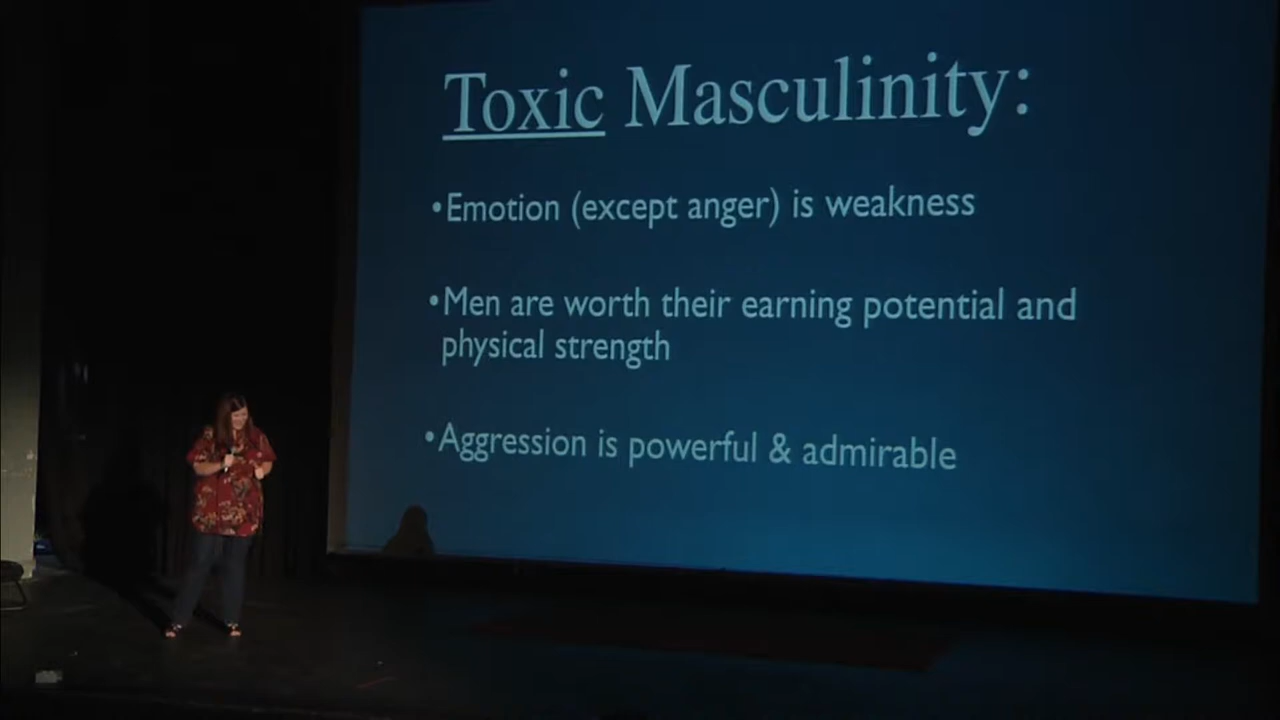 Toxic Masculinity:
•Emotion (except anger) is weakness
•Men are worth their earning potential and
physical strength
•Aggression is powerful & admirable